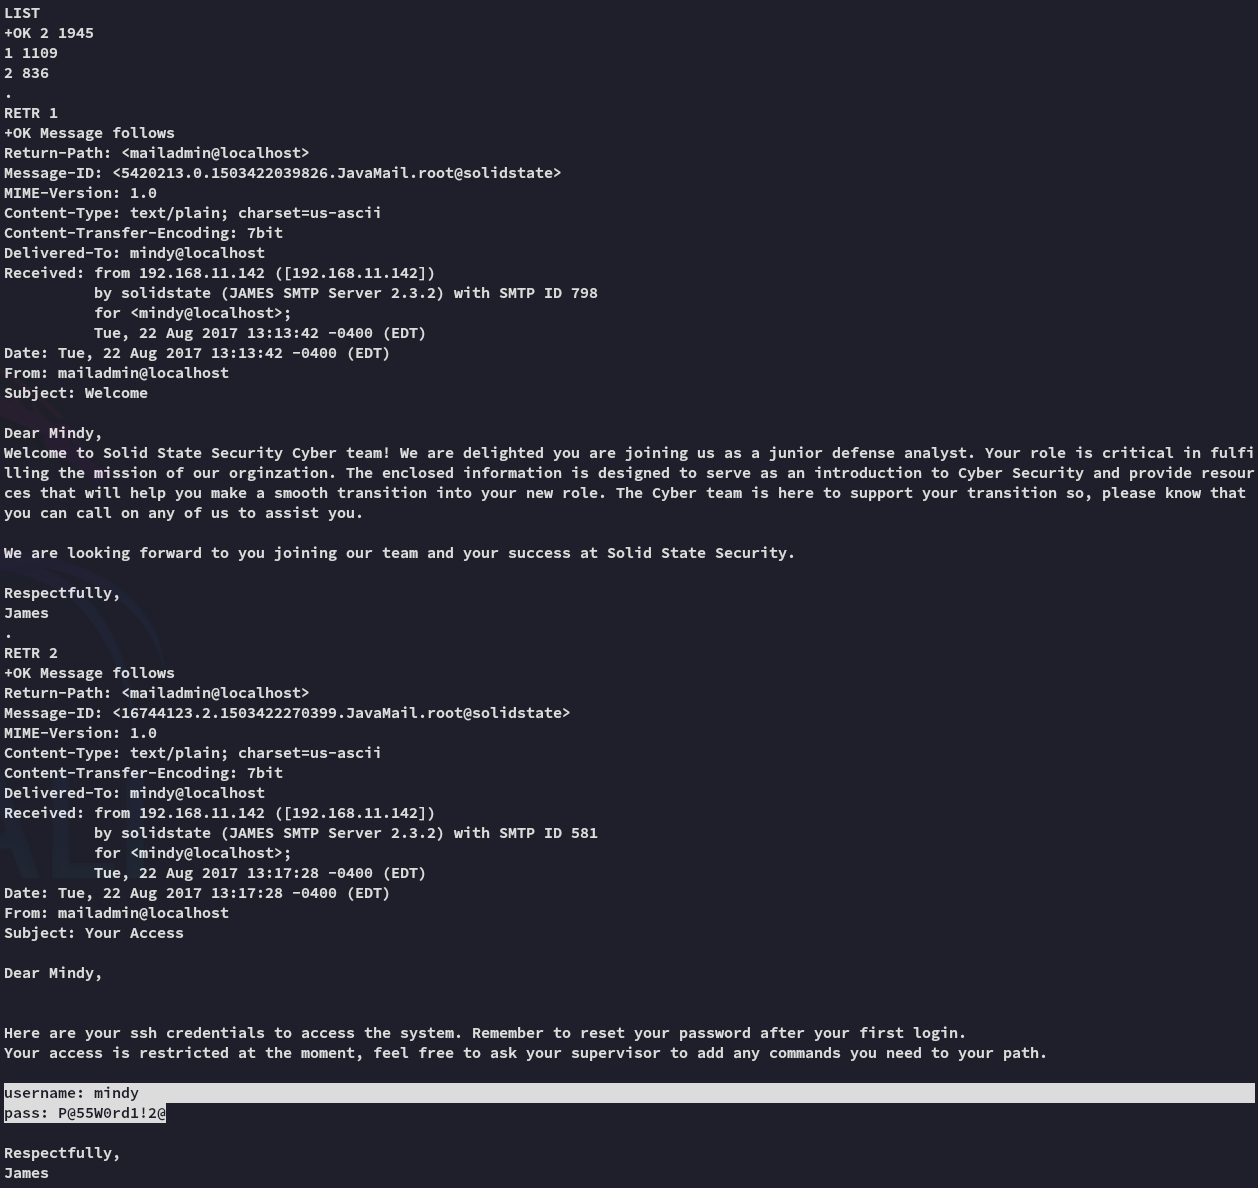 LIST
+OK 2 1945
1 1109
2 836
.
RETR 1
+OK Message follows
Return-Path: <mailadmin@localhost>
Message-ID: <5420213.0.1503422039826.JavaMail.root@solidstate>
MIME-Version: 1.0
Content-Type: text/plain; charset=us-ascii
Content-Transfer-Encoding: 7bit
Delivered-To: mindy@localhost
Received: from 192.168.11.142 ([192.168.11.142])
          by solidstate (JAMES SMTP Server 2.3.2) with SMTP ID 798
          for <mindy@localhost>;
          Tue, 22 Aug 2017 13:13:42 -0400 (EDT)
Date: Tue, 22 Aug 2017 13:13:42 -0400 (EDT)
From: mailadmin@localhost
Subject: Welcome

Dear Mindy,
Welcome to Solid State Security Cyber team! We are delighted you are joining us as a junior defense analyst. Your role is critical in fulfi
lling the mission of our orginzation. The enclosed information is designed to serve as an introduction to Cyber Security and provide resour
ces that will help you make a smooth transition into your new role. The Cyber team is here to support your transition so, please know that
you can call on any of us to assist you.

We are looking forward to you joining our team and your success at Solid State Security.

Respectfully,
James
.
RETR 2
+OK Message follows
Return-Path: <mailadmin@localhost>
Message-ID: <16744123.2.1503422270399.JavaMail.root@solidstate>
MIME-Version: 1.0
Content-Type: text/plain; charset=us-ascii
Content-Transfer-Encoding: 7bit
Delivered-To: mindy@localhost
Received: from 192.168.11.142 ([192.168.11.142])
          by solidstate (JAMES SMTP Server 2.3.2) with SMTP ID 581
          for <mindy@localhost>;
          Tue, 22 Aug 2017 13:17:28 -0400 (EDT)
Date: Tue, 22 Aug 2017 13:17:28 -0400 (EDT)
From: mailadmin@localhost
Subject: Your Access

Dear Mindy,


Here are your ssh credentials to access the system. Remember to reset your password after your first login.
Your access is restricted at the moment, feel free to ask your supervisor to add any commands you need to your path.

username: mindy
pass: P@55W0rd1!2@

Respectfully,
James